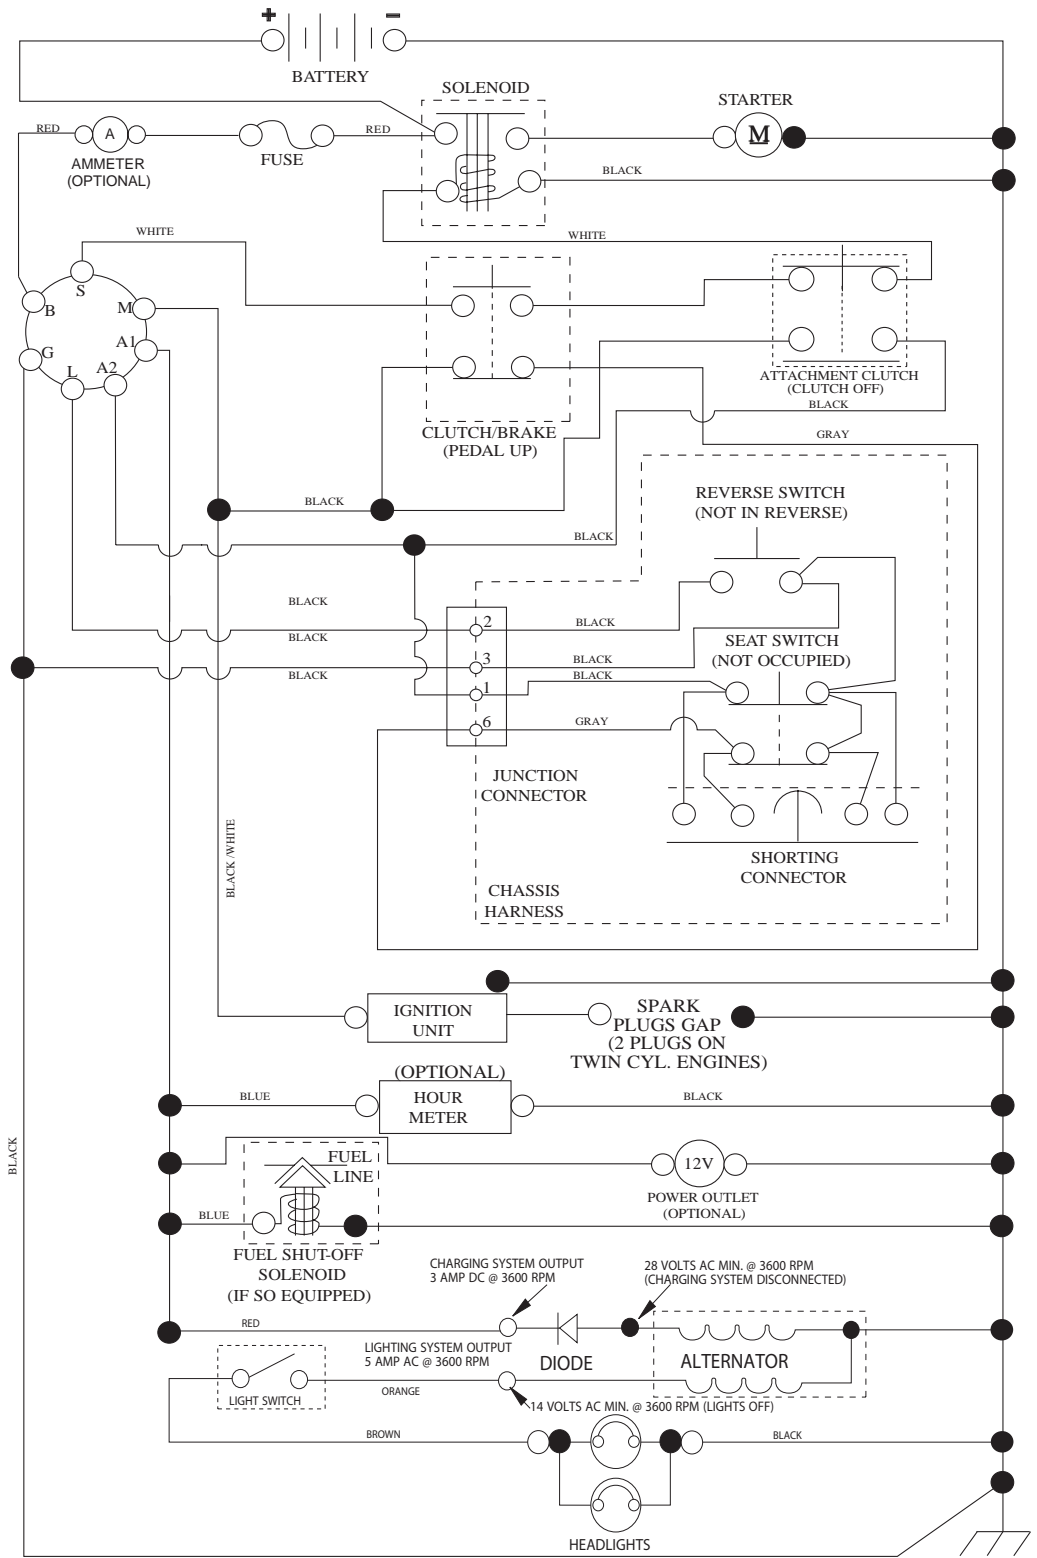 + −
BATTERY
SOLENOID
STARTER
RED
A
RED
M
AMMETER
(OPTIONAL)
FUSE
BLACK
WHITE
WHITE
S
B
M
A1
G
L
A2
ATTACHMENT CLUTCH
(CLUTCH OFF)
BLACK
CLUTCH/BRAKE
(PEDAL UP)
GRAY
REVERSE SWITCH
(NOT IN REVERSE)
BLACK
BLACK
BLACK
2
BLACK
BLACK
SEAT SWITCH
(NOT OCCUPIED)
3
BLACK
BLACK
BLACK
1
6
GRAY
JUNCTION
CONNECTOR
BLACK /WHITE
SHORTING
CONNECTOR
CHASSIS
HARNESS
IGNITION
UNIT
SPARK
PLUGS GAP
(2 PLUGS ON
TWIN CYL. ENGINES)
(OPTIONAL)
BLUE
HOUR
METER
BLACK
BLACK
FUEL
LINE
12V
POWER OUTLET
(OPTIONAL)
BLUE
FUEL SHUT-OFF
SOLENOID
(IF SO EQUIPPED)
CHARGING SYSTEM OUTPUT
3 AMP DC @ 3600 RPM
28 VOLTS AC MIN. @ 3600 RPM
(CHARGING SYSTEM DISCONNECTED)
RED
LIGHTING SYSTEM OUTPUT
5 AMP AC @ 3600 RPM
DIODE
ALTERNATOR
LIGHT SWITCH
ORANGE
14 VOLTS AC MIN. @ 3600 RPM (LIGHTS OFF)
BROWN
BLACK
HEADLIGHTS